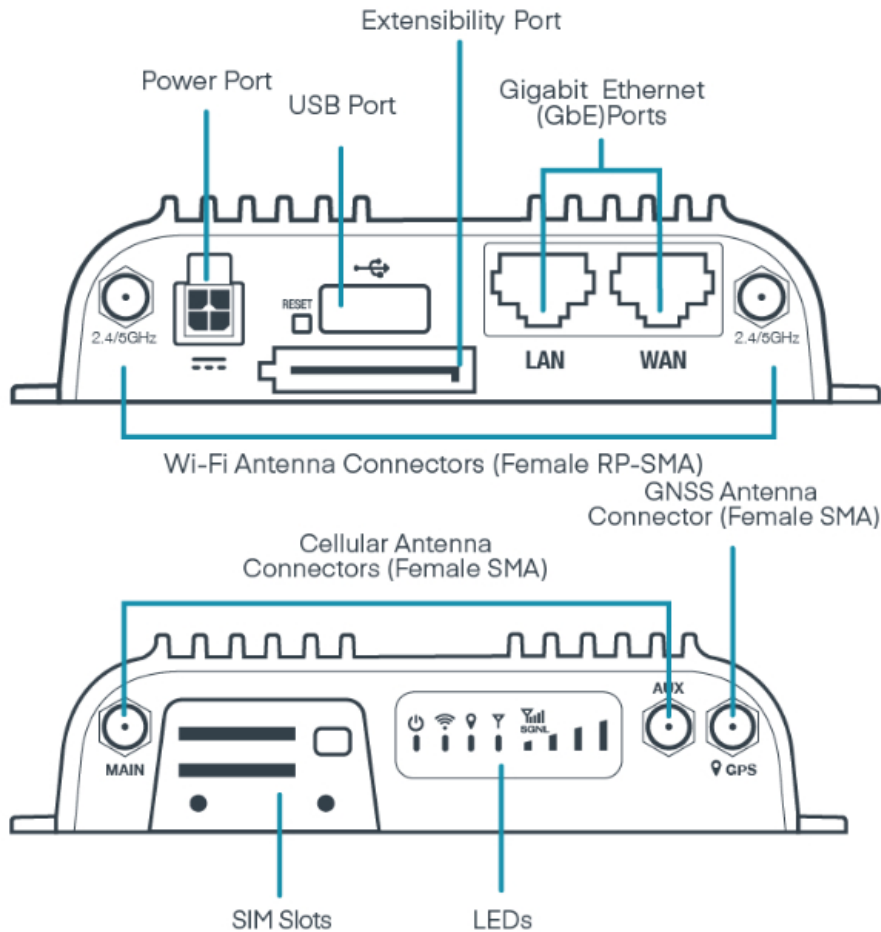 Extensibility Port
Power Port
USB Port
Gigabit Ethernet
(GbE)Ports
RESET
2.4/5GHz
2.4/5GHz
LAN
WAN
Wi-Fi Antenna Connectors (Female RP-SMA)
GNSS Antenna
Connector (Female SMA)
Cellular Antenna
Connectors (Female SMA)
AUX
SGNL
MAIN
GPS
SIM Slots
LEDs